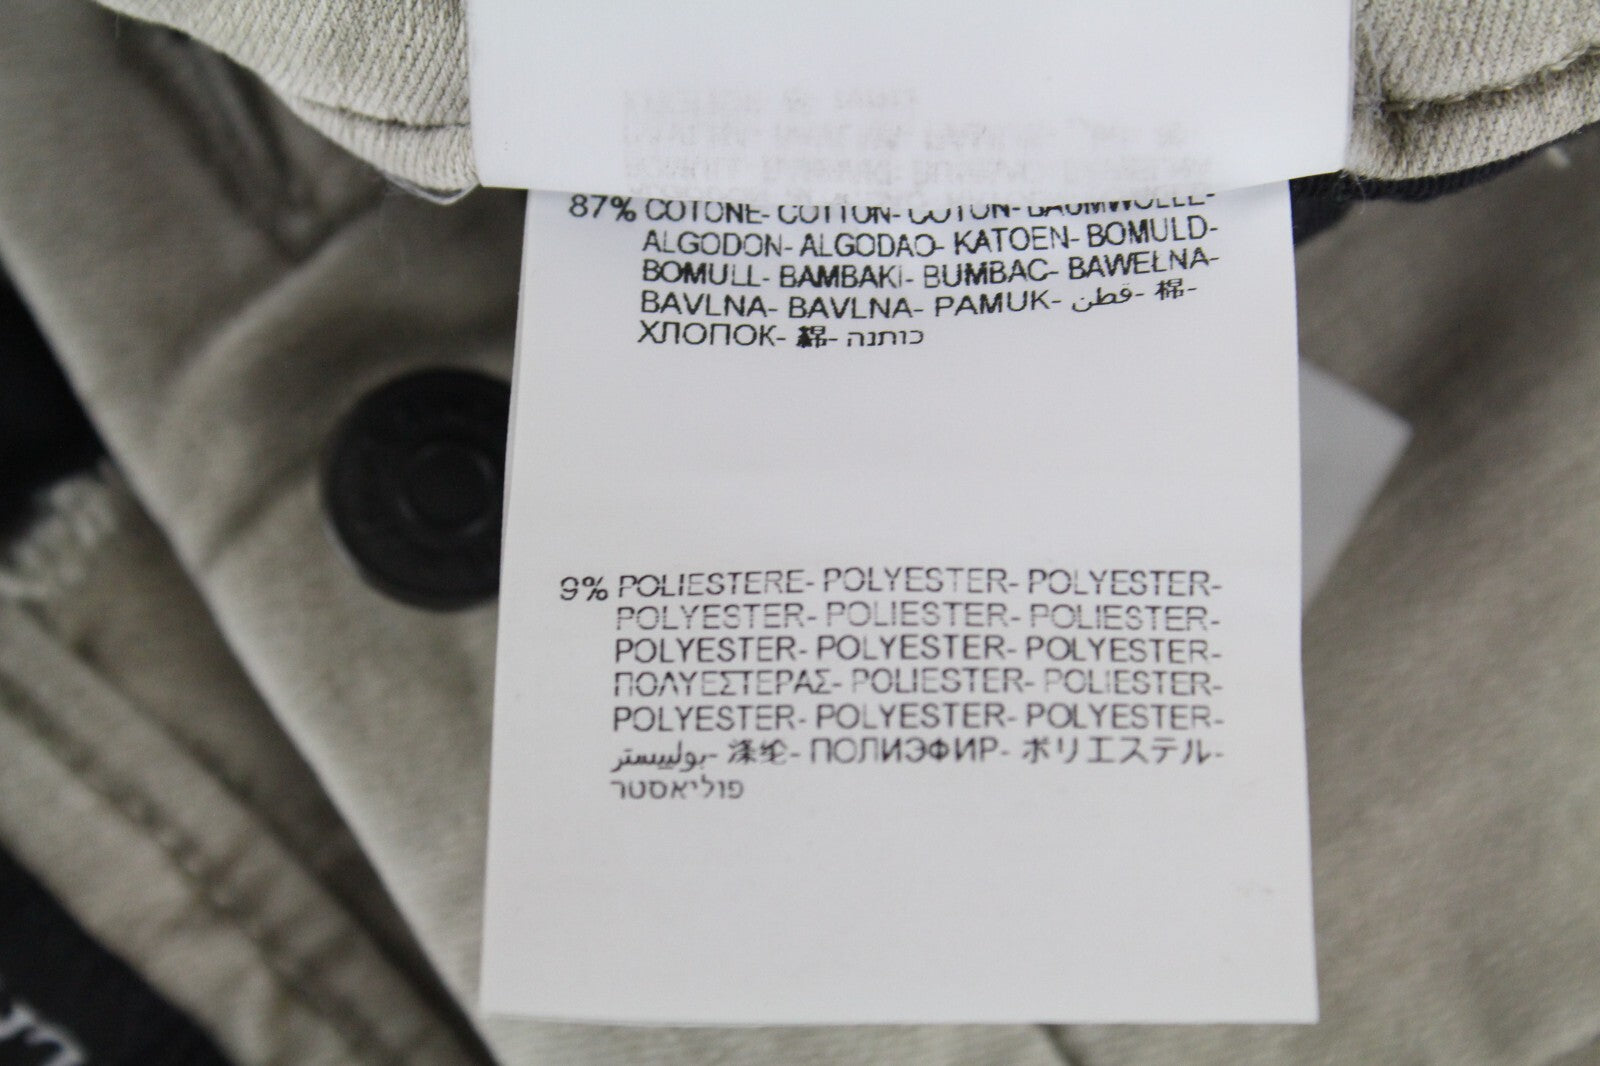 87% COTONE- COTTON- COTON- BAUMWOLLE-
ALGODON- ALGODAO- KATOEN- BOMULD-
BOMULL- BAMBAKI- BUMBAC- BAWEŁNA-
BAVLNA- BAVLNA- PAMUK- قطن- 棉-
ХЛОПОК- 綿- כותנה
9% POLIESTERE- POLYESTER- POLYESTER-
POLYESTER- POLIESTER- POLIESTER-
POLYESTER- POLYESTER- POLYESTER-
ΠΟΛΥΕΣΤΕΡΑΣ- POLIESTER- POLIESTER-
POLYESTER- POLYESTER- POLYESTER-
بولييستر- 涤纶- ПОЛИЭФИР- ポリエステル-
פוליאסטר